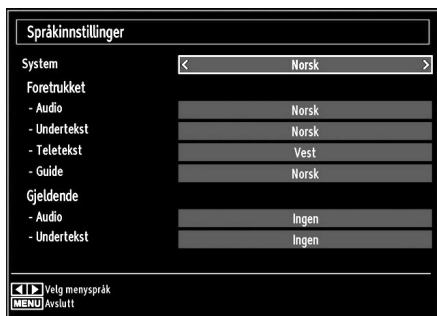 Språkinnstillinger
System < Norsk >
Foretrukket
- Audio Norsk
- Undertekst Norsk
- Teletekst Vest
- Guide Norsk
Gjeldende
- Audio Ingen
- Undertekst Ingen
Velg menyspråk
MENU Avslutt